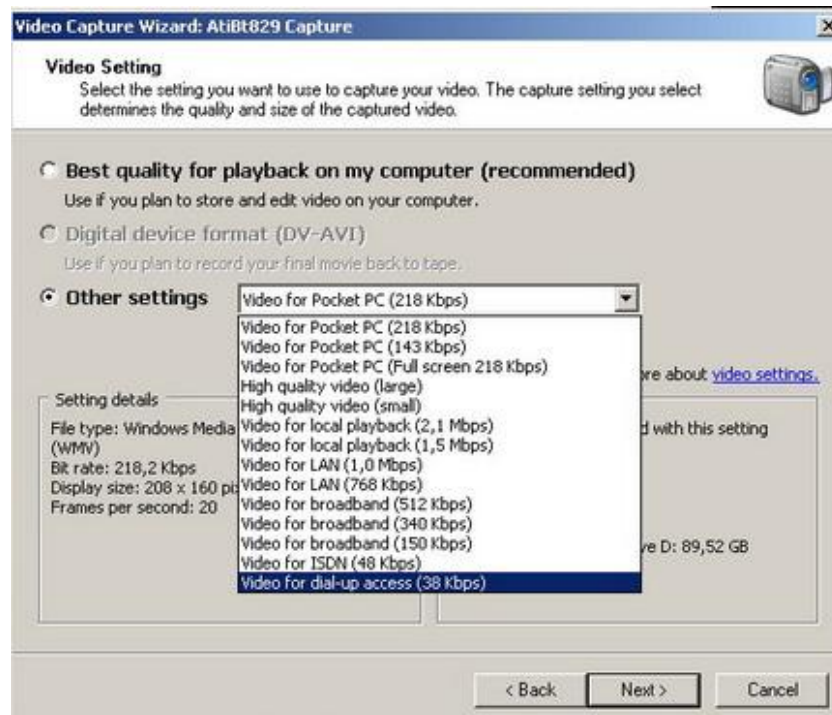 Video Capture Wizard: AtiBt829 Capture
Video Setting
Select the setting you want to use to capture your video. The capture setting you select
determines the quality and size of the captured video.
Best quality for playback on my computer (recommended)
Use if you plan to store and edit video on your computer.
Digital device format (DV-AVI)
Use if you plan to record your final movie back to tape.
Other settings
Video for Pocket PC (218 Kbps)
Video for Pocket PC (218 Kbps)
Video for Pocket PC (143 Kbps)
Video for Pocket PC (Full screen 218 Kbps)
High quality video (large)
High quality video (small)
Video for local playback (2,1 Mbps)
Video for local playback (1,5 Mbps)
Video for LAN (1,0 Mbps)
Video for LAN (768 Kbps)
Video for broadband (512 Kbps)
Video for broadband (340 Kbps)
Video for broadband (150 Kbps)
Video for ISDN (48 Kbps)
Video for dial-up access (38 Kbps)
about video settings.
Setting details
File type: Windows Media
(WMV)
Bit rate: 218,2 Kbps
Display size: 208 x 160
Frames per second: 20
with this setting
D: 89,52 GB
< Back
Next >
Cancel